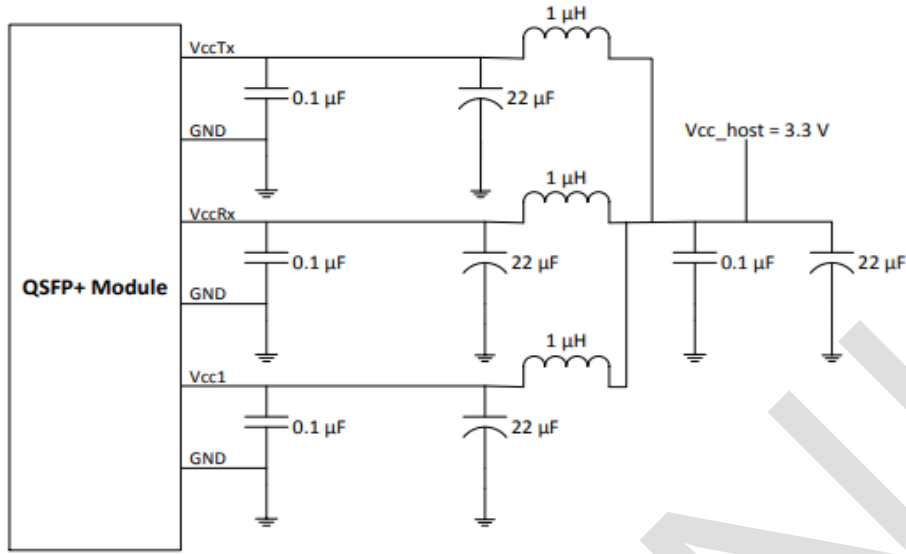 1 µH
VccTx
0.1 µF
22 µF
GND
Vcc_host = 3.3 V
1 µH
VccRx
0.1 µF
22 µF
0.1 µF
22 µF
QSFP+ Module
GND
1 µH
Vcc1
0.1 µF
22 µF
GND